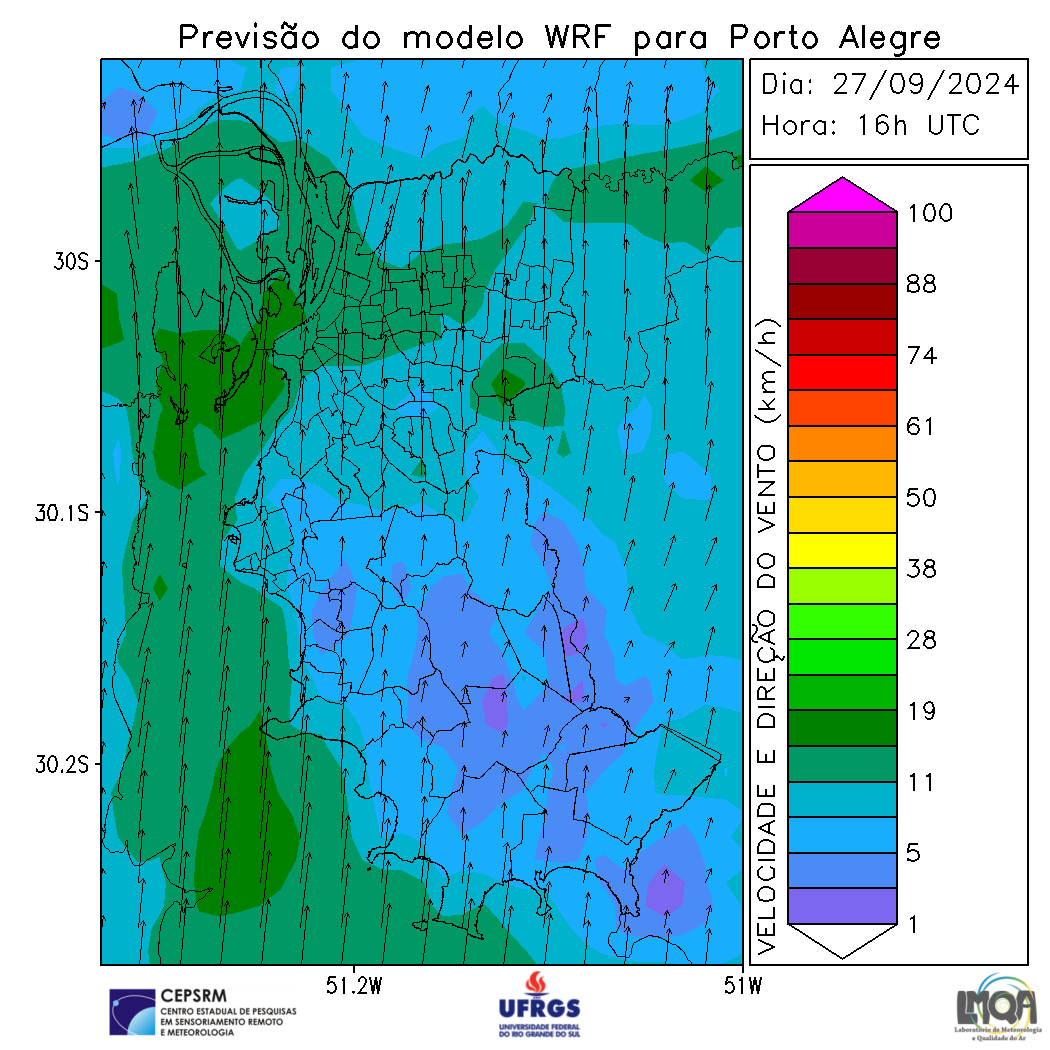 Previsão do modelo WRF para Porto Alegre
Dia: 27/09/2024
Hora: 16h UTC
30S
30.1S
30.2S
51.2W
51W
VELOCIDADE E DIREÇÃO DO VENTO (km/h)
100
88
74
61
50
38
28
19
11
5
1
CEPSRM
CENTRO ESTADUAL DE PESQUISAS
EM SENSORIAMENTO REMOTO
E METEOROLOGIA
UFRGS
UNIVERSIDADE FEDERAL
DO RIO GRANDE DO SUL
LMQA
Laboratório de Meteorologia
e Qualidade do Ar